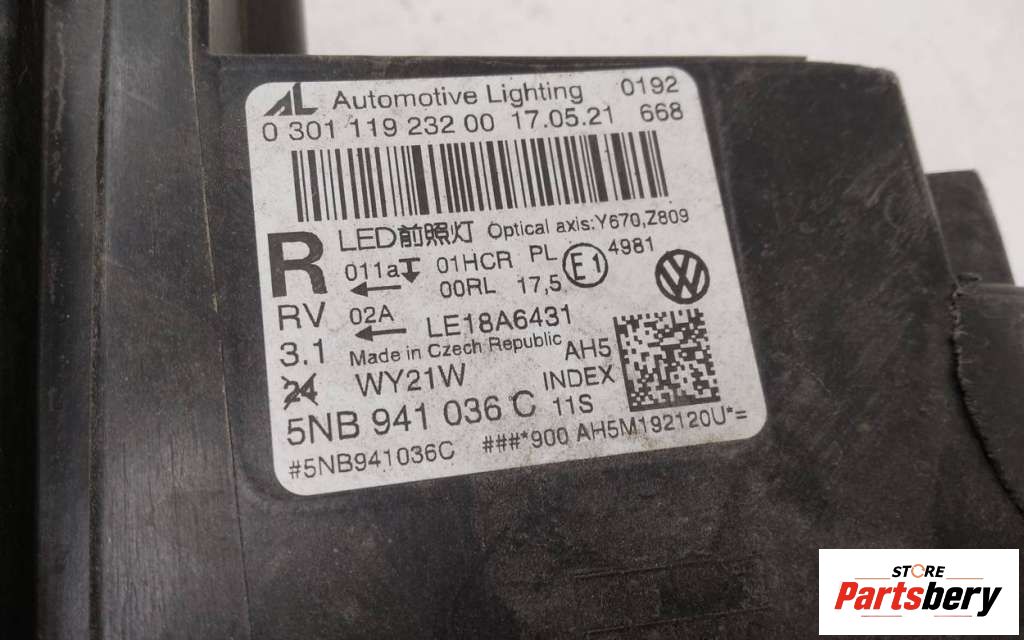 AL Automotive Lighting 0192
0 301 119 232 00 17.05.21 668
LED前照灯 Optical axis:Y670,Z809
R 011a 01HCR PL E1 4981
00RL 17,5
RV 02A LE18A6431
3.1 Made in Czech Republic AH5
24 WY21W INDEX
5NB 941 036 C 11S
#5NB941036C ###*900 AH5M192120U*=
STORE
Partsbery